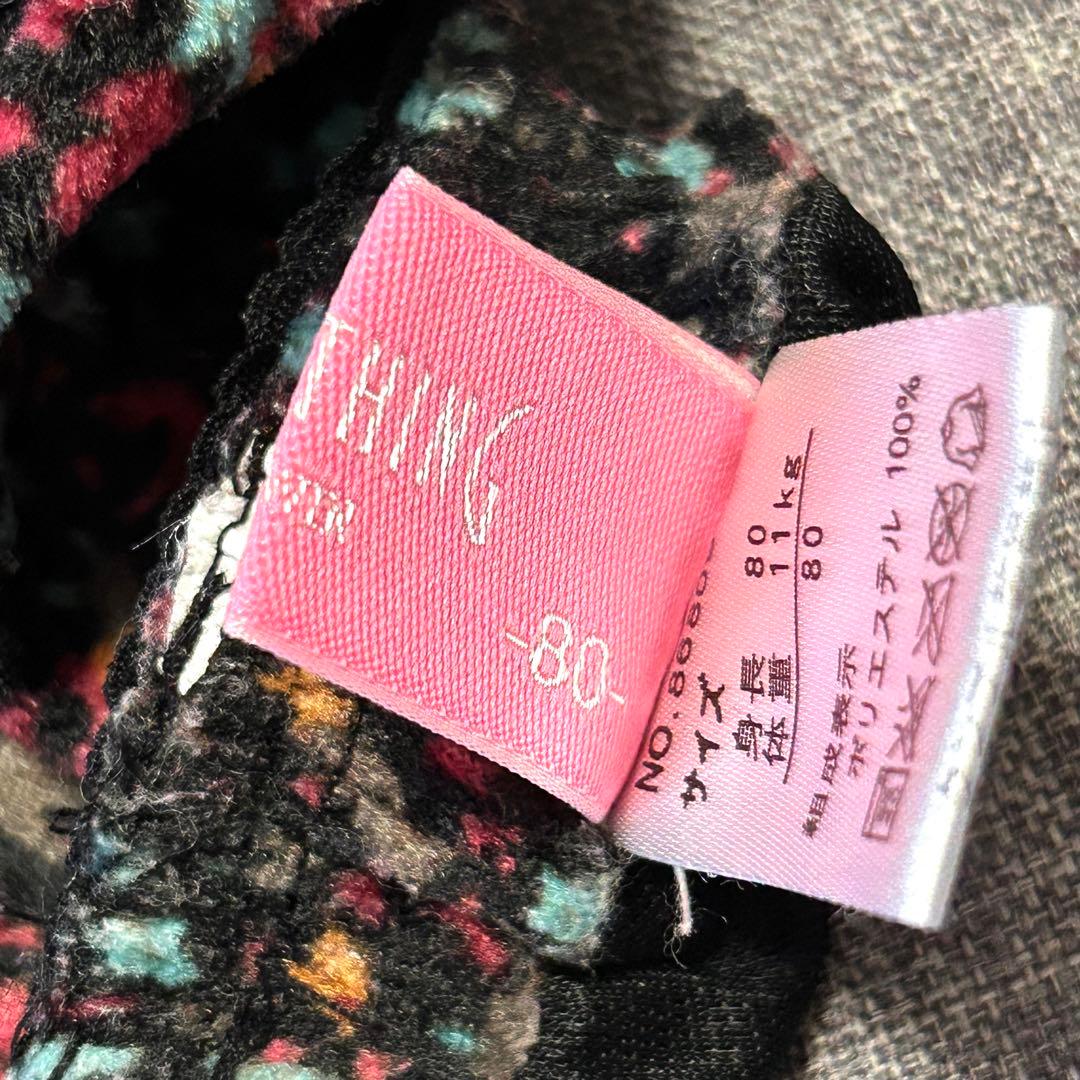 THING
-80-
サイズ
身長 80
体重 11kg
80
組成表示
ポリエステル 100%